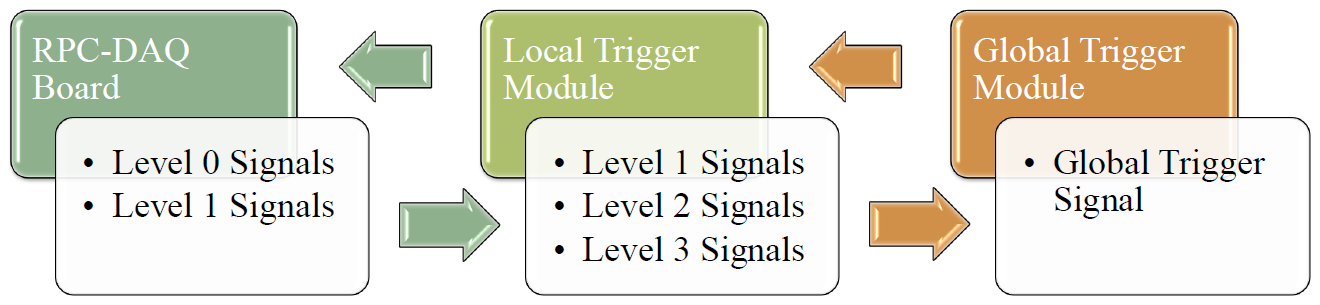 RPC-DAQ
Board
• Level 0 Signals
• Level 1 Signals
Local Trigger
Module
• Level 1 Signals
• Level 2 Signals
• Level 3 Signals
Global Trigger
Module
• Global Trigger
Signal